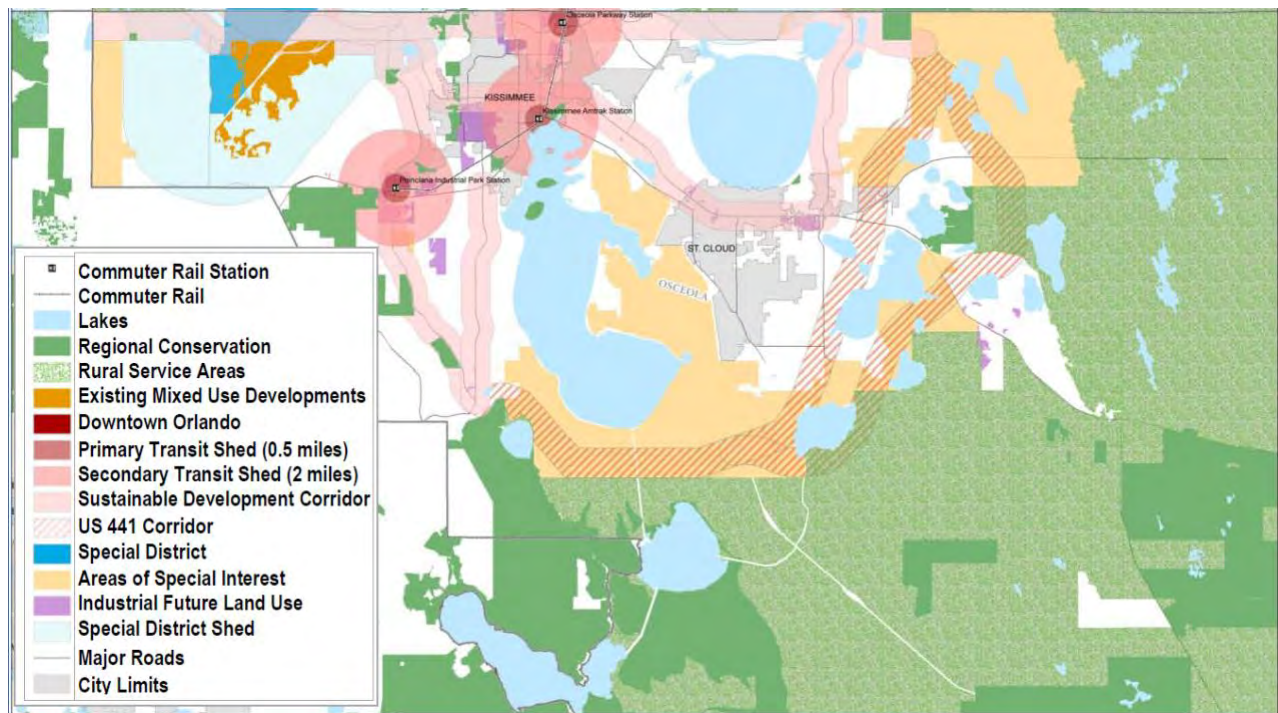 Osceola Parkway Station
KISSIMMEE
Kissimmee Amtrak Station
Poinciana Industrial Park Station
ST. CLOUD
OSCEOLA
Commuter Rail Station
Commuter Rail
Lakes
Regional Conservation
Rural Service Areas
Existing Mixed Use Developments
Downtown Orlando
Primary Transit Shed (0.5 miles)
Secondary Transit Shed (2 miles)
Sustainable Development Corridor
US 441 Corridor
Special District
Areas of Special Interest
Industrial Future Land Use
Special District Shed
Major Roads
City Limits